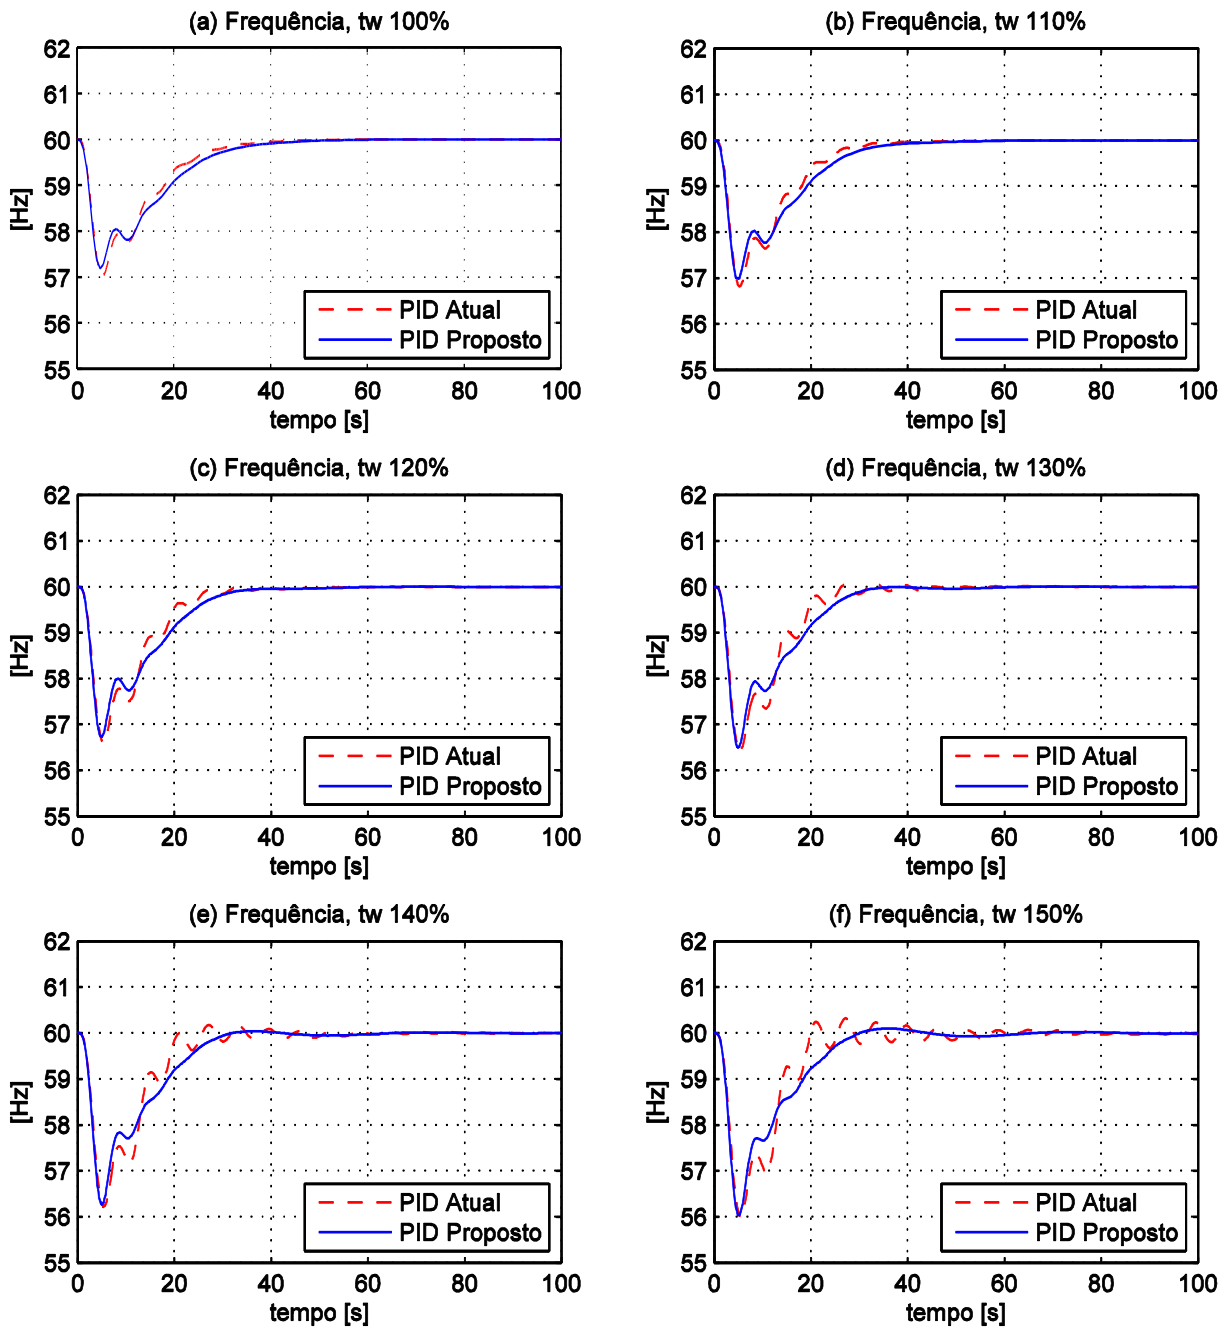 (a) Frequência, tw 100%
(b) Frequência, tw 110%
62
61
60
59
58
57
56
55
[Hz]
PID Atual
PID Proposto
0 20 40 60 80 100
tempo [s]
62
61
60
59
58
57
56
55
[Hz]
PID Atual
PID Proposto
0 20 40 60 80 100
tempo [s]
(c) Frequência, tw 120%
(d) Frequência, tw 130%
62
61
60
59
58
57
56
55
[Hz]
PID Atual
PID Proposto
0 20 40 60 80 100
tempo [s]
62
61
60
59
58
57
56
55
[Hz]
PID Atual
PID Proposto
0 20 40 60 80 100
tempo [s]
(e) Frequência, tw 140%
(f) Frequência, tw 150%
62
61
60
59
58
57
56
55
[Hz]
PID Atual
PID Proposto
0 20 40 60 80 100
tempo [s]
62
61
60
59
58
57
56
55
[Hz]
PID Atual
PID Proposto
0 20 40 60 80 100
tempo [s]